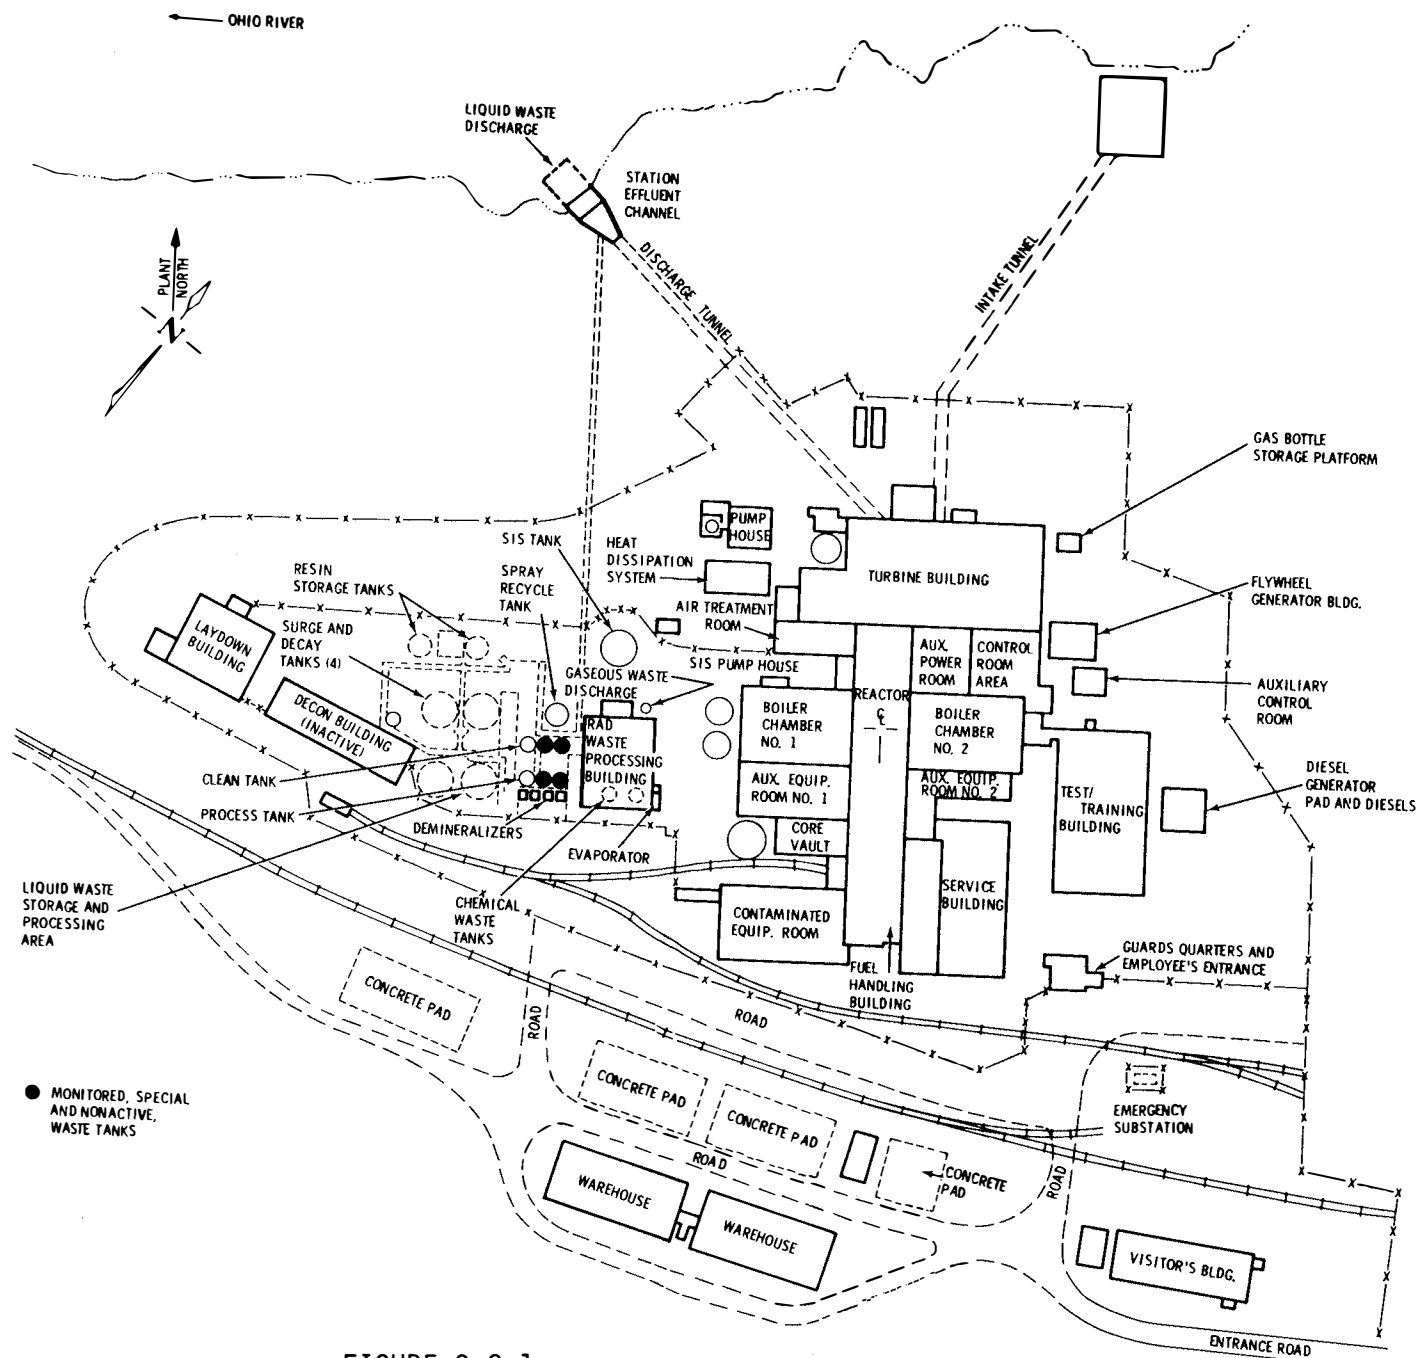 OHIO RIVER
LIQUID WASTE
DISCHARGE
STATION
EFFLUENT
CHANNEL
PLANT
NORTH
N
DISCHARGE TUNNEL
INTAKE TUNNEL
GAS BOTTLE
STORAGE PLATFORM
PUMP
HOUSE
SIS TANK
HEAT
DISSIPATION
SYSTEM
TURBINE BUILDING
RESIN
STORAGE TANKS
SPRAY
RECYCLE
TANK
FLYWHEEL
GENERATOR BLDG.
AIR TREATMENT
ROOM
LAYDOWN
BUILDING
SURGE AND
DECAY
TANKS (4)
SIS PUMP HOUSE
AUX.
POWER
ROOM
CONTROL
ROOM
AREA
GASEOUS WASTE
DISCHARGE
REACTOR
℄
AUXILIARY
CONTROL
ROOM
DECON BUILDING
(INACTIVE)
BOILER
CHAMBER
NO. 1
BOILER
CHAMBER
NO. 2
RAD
WASTE
PROCESSING
BUILDING
CLEAN TANK
AUX. EQUIP.
ROOM NO. 1
AUX. EQUIP.
ROOM NO. 2
DIESEL
GENERATOR
PAD AND DIESELS
TEST/
TRAINING
BUILDING
PROCESS TANK
DEMINERALIZERS
CORE
VAULT
EVAPORATOR
LIQUID WASTE
STORAGE AND
PROCESSING
AREA
CHEMICAL
WASTE
TANKS
SERVICE
BUILDING
CONTAMINATED
EQUIP. ROOM
GUARDS QUARTERS AND
EMPLOYEE'S ENTRANCE
FUEL
HANDLING
BUILDING
CONCRETE PAD
ROAD
ROAD
CONCRETE PAD
CONCRETE PAD
MONITORED, SPECIAL
AND NONACTIVE,
WASTE TANKS
EMERGENCY
SUBSTATION
ROAD
CONCRETE
PAD
ROAD
WAREHOUSE
WAREHOUSE
VISITOR'S BLDG.
ENTRANCE ROAD